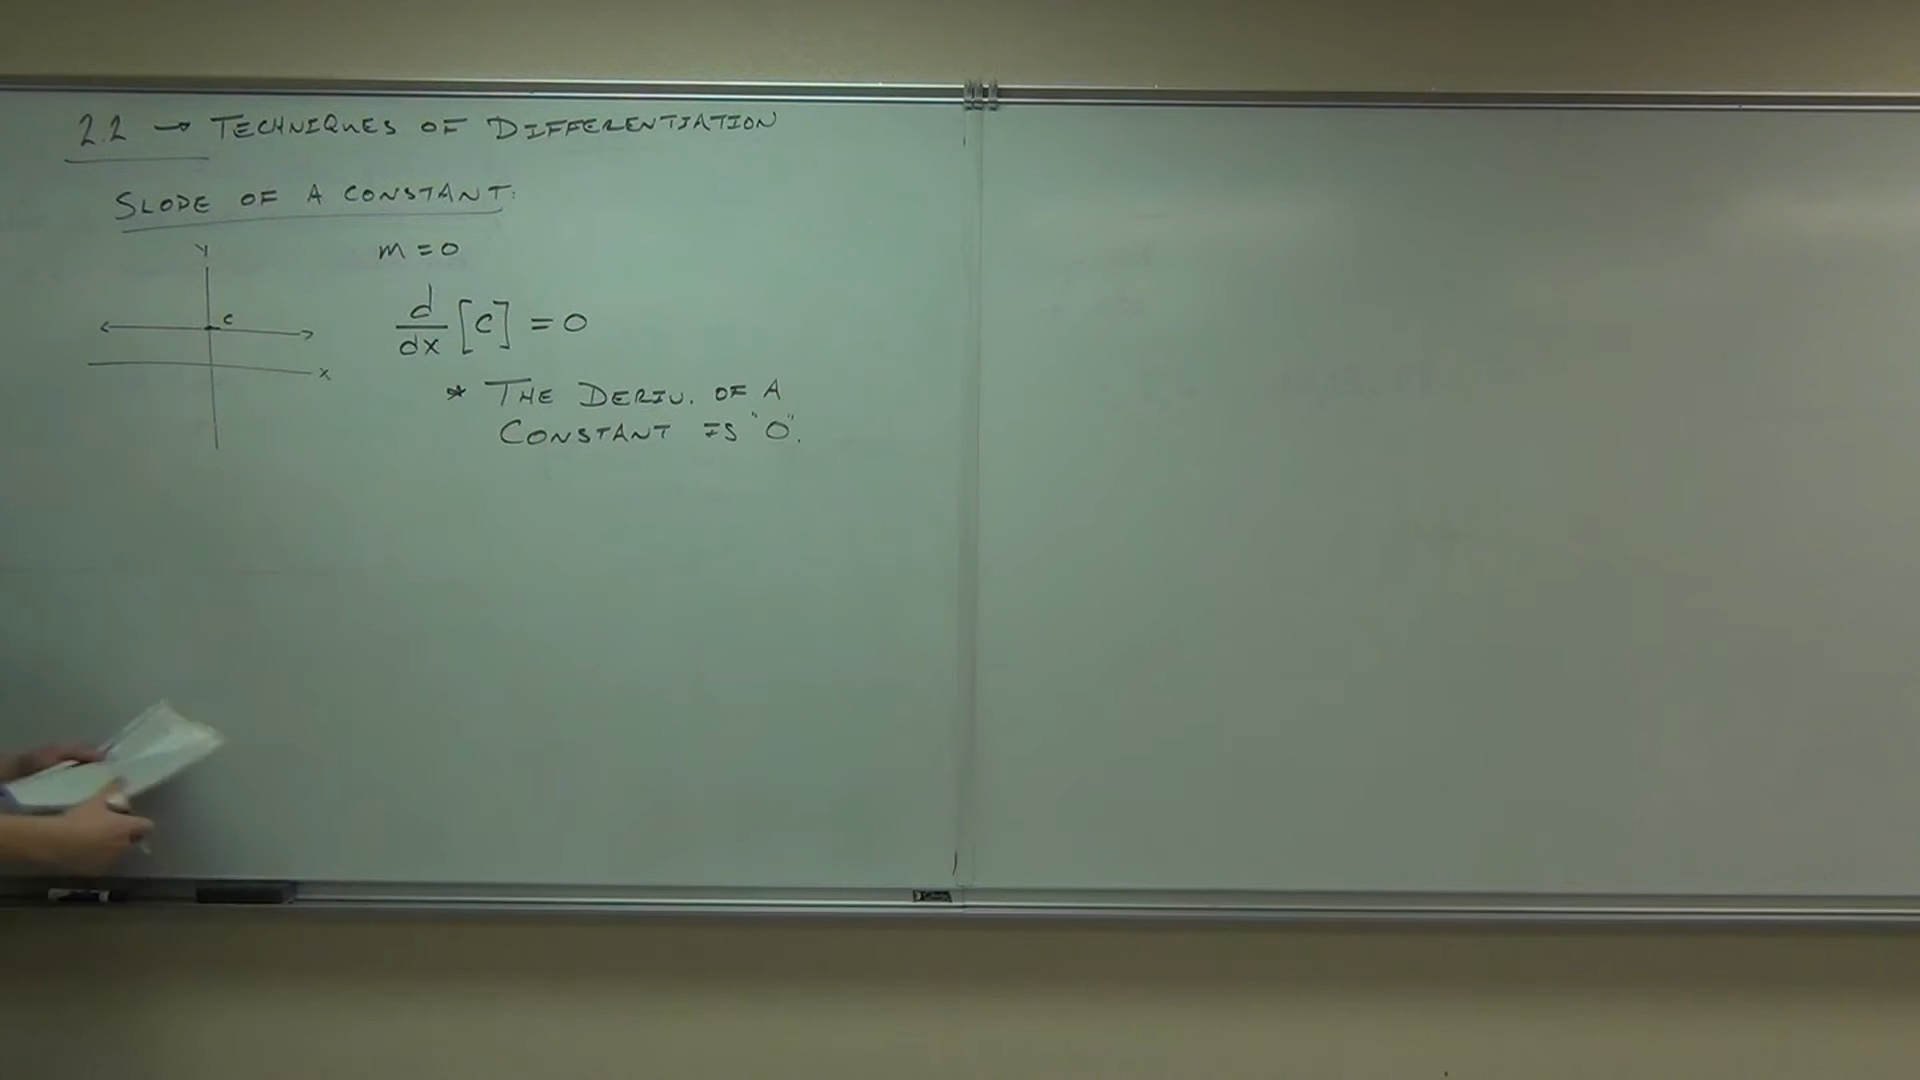 2.2 → TECHNIQUES OF DIFFERENTIATION
SLOPE OF A CONSTANT:
Y
m = 0
c
d/dx [c] = 0
X
* THE DERIV. OF A
CONSTANT IS "0".